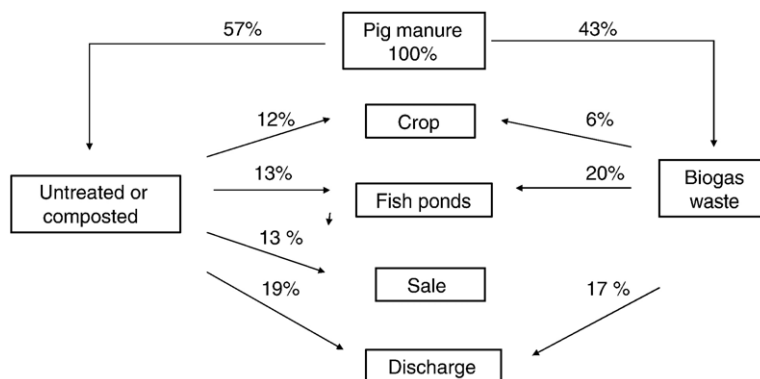 57%
Pig manure
100%
43%
12%
Crop
6%
Untreated or
composted
13%
Fish ponds
20%
Biogas
waste
13 %
Sale
19%
17 %
Discharge